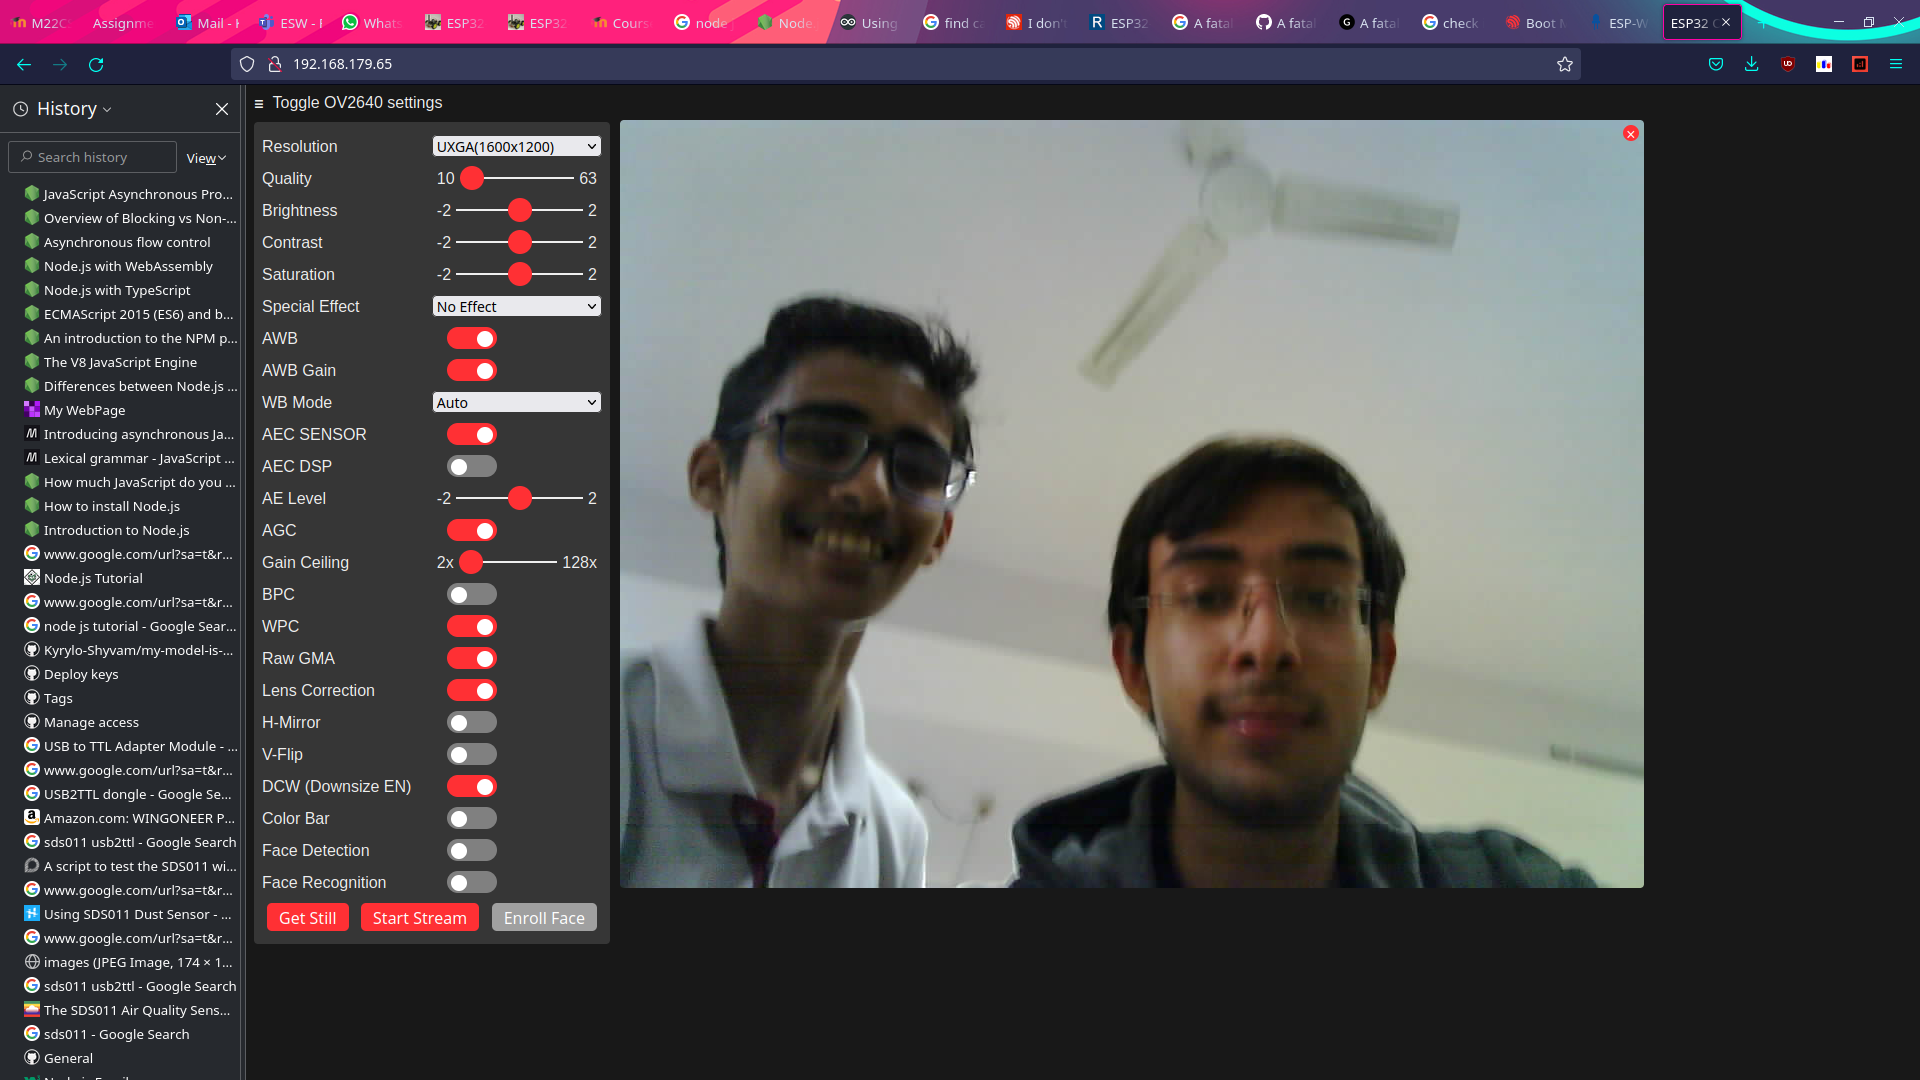 M22C
Assignme
Mail -
ESW - F
Whats
ESP32
ESP32
Cours
node
Node
Using
find c
I don'
ESP32
A fata
A fata
A fata
check
Boot
ESP-W
ESP32 C
192.168.179.65
History
Search history
View
JavaScript Asynchronous Pro...
Overview of Blocking vs Non-...
Asynchronous flow control
Node.js with WebAssembly
Node.js with TypeScript
ECMAScript 2015 (ES6) and b...
An introduction to the NPM p...
The V8 JavaScript Engine
Differences between Node.js ...
My WebPage
Introducing asynchronous Ja...
Lexical grammar - JavaScript ...
How much JavaScript do you ...
How to install Node.js
Introduction to Node.js
www.google.com/url?sa=t&r...
Node.js Tutorial
www.google.com/url?sa=t&r...
node js tutorial - Google Sear...
Kyrylo-Shyvam/my-model-is-...
Deploy keys
Tags
Manage access
USB to TTL Adapter Module - ...
www.google.com/url?sa=t&r...
USB2TTL dongle - Google Se...
Amazon.com: WINGONEER P...
sds011 usb2ttl - Google Search
A script to test the SDS011 wi...
www.google.com/url?sa=t&r...
Using SDS011 Dust Sensor - ...
www.google.com/url?sa=t&r...
images (JPEG Image, 174 × 1...
sds011 usb2ttl - Google Search
The SDS011 Air Quality Sens...
sds011 - Google Search
General
Toggle OV2640 settings
Resolution UXGA(1600x1200)
Quality 10 63
Brightness -2 2
Contrast -2 2
Saturation -2 2
Special Effect No Effect
AWB
AWB Gain
WB Mode Auto
AEC SENSOR
AEC DSP
AE Level -2 2
AGC
Gain Ceiling 2x 128x
BPC
WPC
Raw GMA
Lens Correction
H-Mirror
V-Flip
DCW (Downsize EN)
Color Bar
Face Detection
Face Recognition
Get Still Start Stream Enroll Face